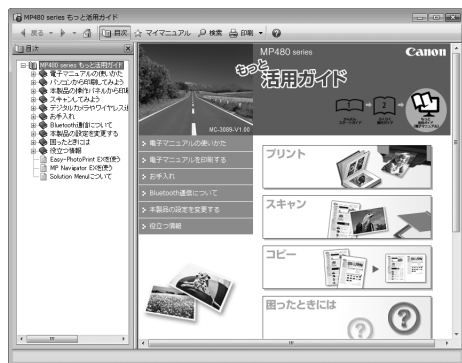 MP480 series もっと活用ガイド
戻る
目次
マイマニュアル
検索
印刷
目次
MP480 series もっと活用ガイド
電子マニュアルの使いかた
パソコンから印刷してみよう
本製品の操作パネルから印刷
スキャンしてみよう
デジタルカメラやワイヤレス通
お手入れ
Bluetooth通信について
本製品の設定を変更する
困ったときには
役立つ情報
Easy-PhotoPrint EXを使う
MP Navigator EXを使う
Solution Menuについて
MC-3089-V1.00
電子マニュアルの使いかた
電子マニュアルを印刷する
お手入れ
Bluetooth通信について
本製品の設定を変更する
役立つ情報
MP480 series
Canon
もっと
活用ガイド
1
2
プリント
スキャン
コピー
困ったときには